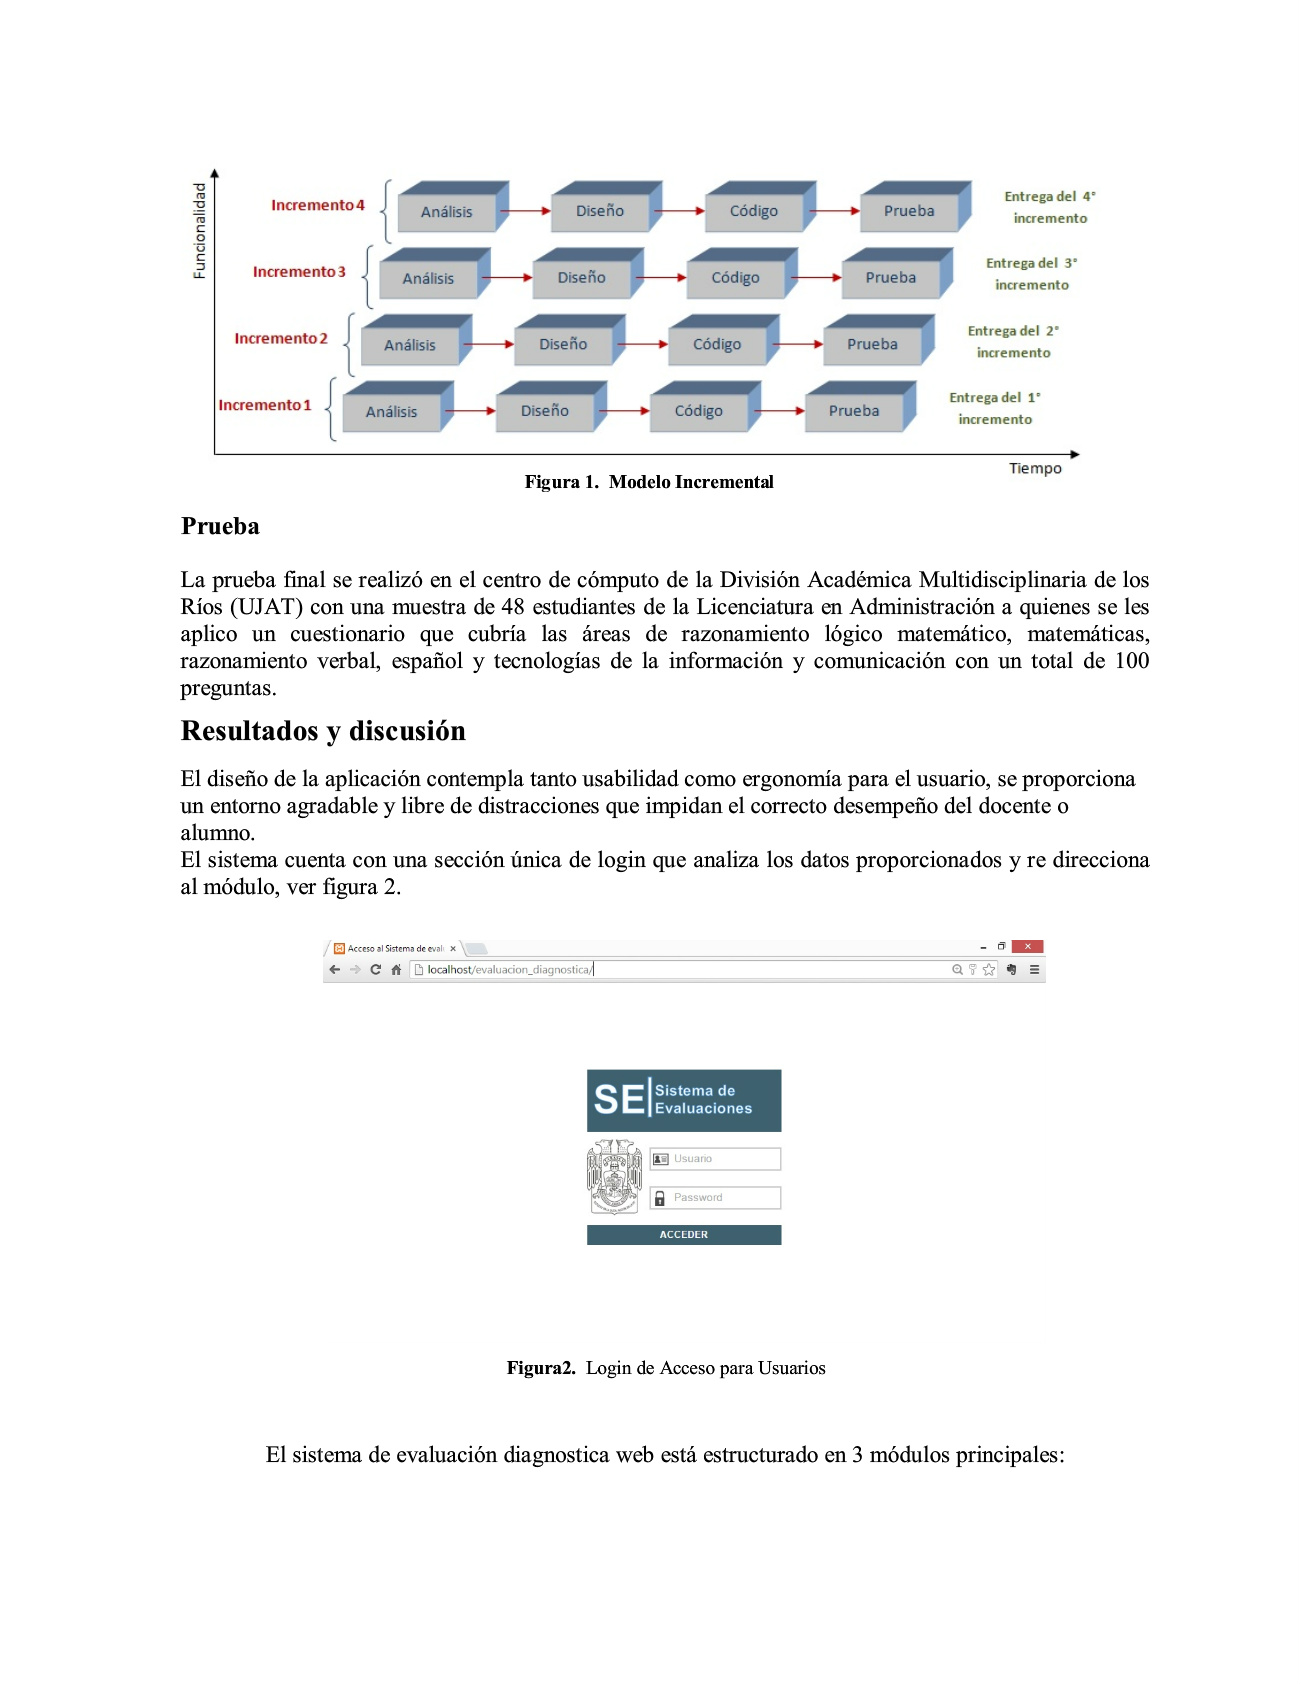 Funcionalidad
Incremento 4
Análisis
Diseño
Código
Prueba
Entrega del 4°
incremento
Incremento 3
Análisis
Diseño
Código
Prueba
Entrega del 3°
incremento
Incremento 2
Análisis
Diseño
Código
Prueba
Entrega del 2°
incremento
Incremento 1
Análisis
Diseño
Código
Prueba
Entrega del 1°
incremento
Tiempo
Figura 1. Modelo Incremental
Prueba
La prueba final se realizó en el centro de cómputo de la División Académica Multidisciplinaria de los
Ríos (UJAT) con una muestra de 48 estudiantes de la Licenciatura en Administración a quienes se les
aplico un cuestionario que cubría las áreas de razonamiento lógico matemático, matemáticas,
razonamiento verbal, español y tecnologías de la información y comunicación con un total de 100
preguntas.
Resultados y discusión
El diseño de la aplicación contempla tanto usabilidad como ergonomía para el usuario, se proporciona
un entorno agradable y libre de distracciones que impidan el correcto desempeño del docente o
alumno.
El sistema cuenta con una sección única de login que analiza los datos proporcionados y re direcciona
al módulo, ver figura 2.
Acceso al Sistema de eval
localhost/evaluacion_diagnostica/
SE Sistema de
Evaluaciones
Usuario
Password
ACCEDER
Figura2. Login de Acceso para Usuarios
El sistema de evaluación diagnostica web está estructurado en 3 módulos principales: